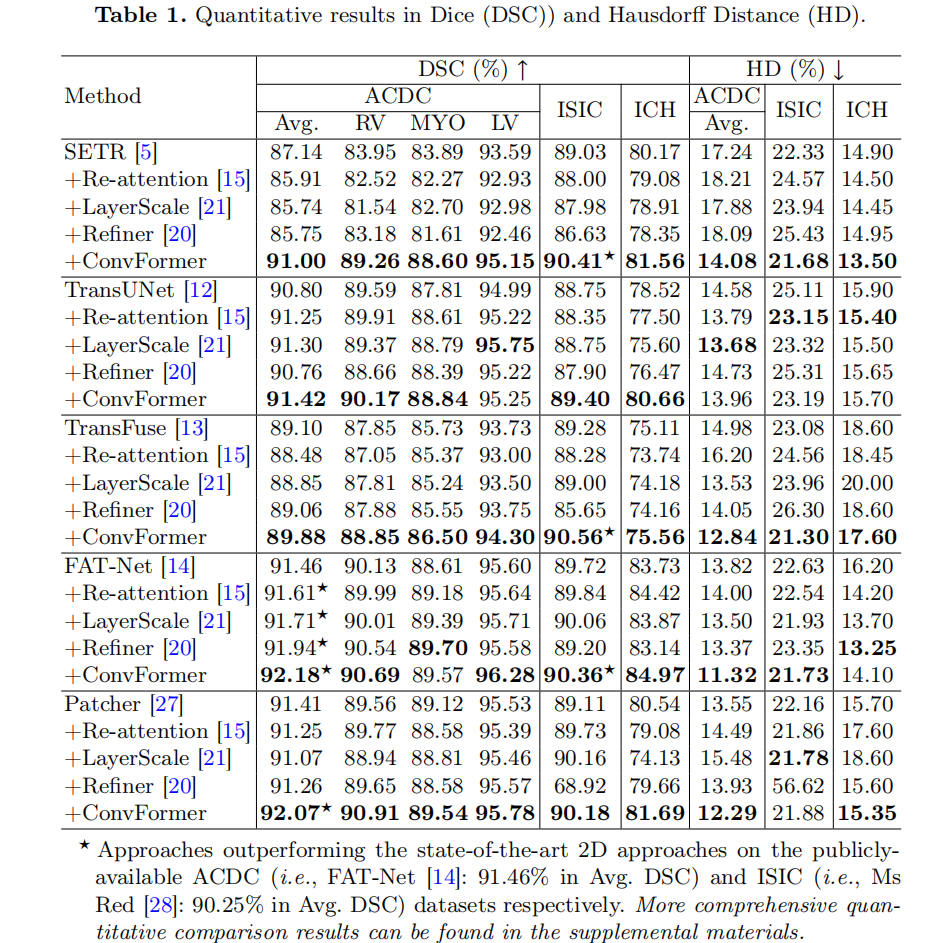 Table 1. Quantitative results in Dice (DSC)) and Hausdorff Distance (HD).
Method DSC (%) ↑ HD (%) ↓
ACDC ISIC ICH ACDC ISIC ICH
Avg. RV MYO LV Avg.
SETR [5] 87.14 83.95 83.89 93.59 89.03 80.17 17.24 22.33 14.90
+Re-attention [15] 85.91 82.52 82.27 92.93 88.00 79.08 18.21 24.57 14.50
+LayerScale [21] 85.74 81.54 82.70 92.98 87.98 78.91 17.88 23.94 14.45
+Refiner [20] 85.75 83.18 81.61 92.46 86.63 78.35 18.09 25.43 14.95
+ConvFormer 91.00 89.26 88.60 95.15 90.41★ 81.56 14.08 21.68 13.50
TransUNet [12] 90.80 89.59 87.81 94.99 88.75 78.52 14.58 25.11 15.90
+Re-attention [15] 91.25 89.91 88.61 95.22 88.35 77.50 13.79 23.15 15.40
+LayerScale [21] 91.30 89.37 88.79 95.75 88.75 75.60 13.68 23.32 15.50
+Refiner [20] 90.76 88.66 88.39 95.22 87.90 76.47 14.73 25.31 15.65
+ConvFormer 91.42 90.17 88.84 95.25 89.40 80.66 13.96 23.19 15.70
TransFuse [13] 89.10 87.85 85.73 93.73 89.28 75.11 14.98 23.08 18.60
+Re-attention [15] 88.48 87.05 85.37 93.00 88.28 73.74 16.20 24.56 18.45
+LayerScale [21] 88.85 87.81 85.24 93.50 89.00 74.18 13.53 23.96 20.00
+Refiner [20] 89.06 87.88 85.55 93.75 85.65 74.16 14.05 26.30 18.60
+ConvFormer 89.88 88.85 86.50 94.30 90.56★ 75.56 12.84 21.30 17.60
FAT-Net [14] 91.46 90.13 88.61 95.60 89.72 83.73 13.82 22.63 16.20
+Re-attention [15] 91.61★ 89.99 89.18 95.64 89.84 84.42 14.00 22.54 14.20
+LayerScale [21] 91.71★ 90.01 89.39 95.71 90.06 83.87 13.50 21.93 13.70
+Refiner [20] 91.94★ 90.54 89.70 95.58 89.20 83.14 13.37 23.35 13.25
+ConvFormer 92.18★ 90.69 89.57 96.28 90.36★ 84.97 11.32 21.73 14.10
Patcher [27] 91.41 89.56 89.12 95.53 89.11 80.54 13.55 22.16 15.70
+Re-attention [15] 91.25 89.77 88.58 95.39 89.73 79.08 14.49 21.86 17.60
+LayerScale [21] 91.07 88.94 88.81 95.46 90.16 74.13 15.48 21.78 18.60
+Refiner [20] 91.26 89.65 88.58 95.57 68.92 79.66 13.93 56.62 15.60
+ConvFormer 92.07★ 90.91 89.54 95.78 90.18 81.69 12.29 21.88 15.35
★ Approaches outperforming the state-of-the-art 2D approaches on the publicly-
available ACDC (i.e., FAT-Net [14]: 91.46% in Avg. DSC) and ISIC (i.e., Ms
Red [28]: 90.25% in Avg. DSC) datasets respectively. More comprehensive quan-
titative comparison results can be found in the supplemental materials.